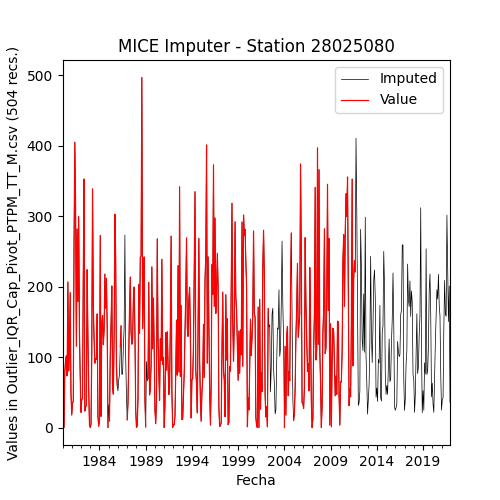 MICE Imputer - Station 28025080
Values in Outlier_IQR_Cap_Pivot_PTPM_TT_M.csv (504 recs.)
500
400
300
200
100
0
Imputed
Value
1984 1989 1994 1999 2004 2009 2014 2019
Fecha